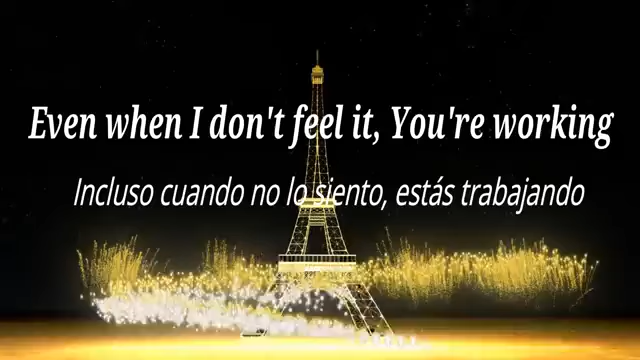 Even when I don't feel it, You're working
Incluso cuando no lo siento, estás trabajando